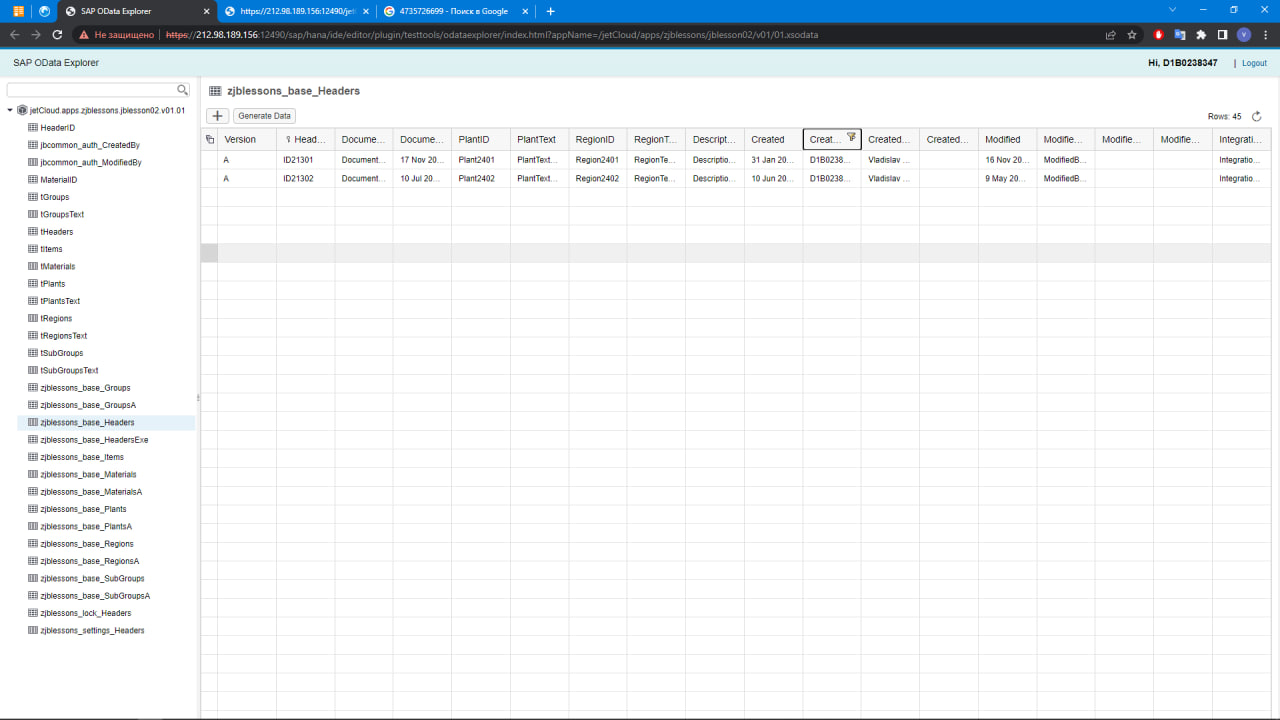 SAP OData Explorer
https://212.98.189.156:12490/jet
4735726699 - Поиск в Google
Не защищено
https://212.98.189.156:12490/sap/hana/ide/editor/plugin/testtools/odataexplorer/index.html?appName=/jetCloud/apps/zjblessons/jblesson02/v01/01.xsodata
V
SAP OData Explorer
Hi, D1B0238347 | Logout
jetCloud.apps.zjblessons.jblesson02.v01.01
HeaderID
jbcommon_auth_CreatedBy
jbcommon_auth_ModifiedBy
MaterialID
tGroups
tGroupsText
tHeaders
tItems
tMaterials
tPlants
tPlantsText
tRegions
tRegionsText
tSubGroups
tSubGroupsText
zjblessons_base_Groups
zjblessons_base_GroupsA
zjblessons_base_Headers
zjblessons_base_HeadersExe
zjblessons_base_Items
zjblessons_base_Materials
zjblessons_base_MaterialsA
zjblessons_base_Plants
zjblessons_base_PlantsA
zjblessons_base_Regions
zjblessons_base_RegionsA
zjblessons_base_SubGroups
zjblessons_base_SubGroupsA
zjblessons_lock_Headers
zjblessons_settings_Headers
zjblessons_base_Headers
Generate Data
Rows: 45
Version Head... Docume... Docume... PlantID PlantText RegionID RegionT... Descript... Created Creat... Created... Created... Modified Modifie... Modifie... Modifie... Integrati...
A ID21301 Document... 17 Nov 20... Plant2401 PlantText... Region2401 RegionTe... Descriptio... 31 Jan 20... D1B0238... Vladislav ... 16 Nov 20... ModifiedB... Integratio...
A ID21302 Document... 10 Jul 20... Plant2402 PlantText... Region2402 RegionTe... Descriptio... 10 Jun 20... D1B0238... Vladislav ... 9 May 20... ModifiedB... Integratio...